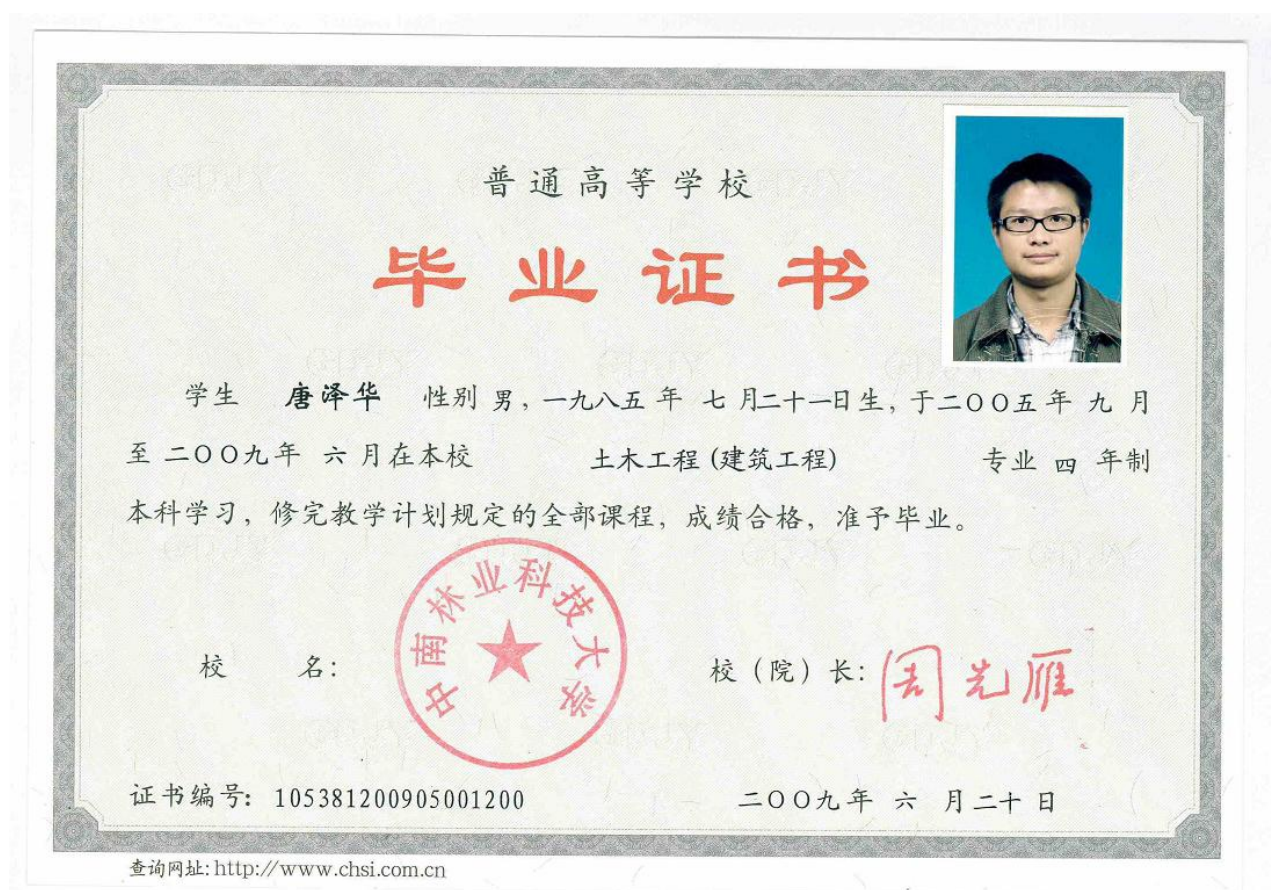 普通高等学校
毕业证书
学生 唐泽华 性别 男, 一九八五 年 七 月二十一日生, 于二〇〇五 年 九 月
至 二〇〇九 年 六 月在本校 土木工程 (建筑工程) 专业 四 年制
本科学习, 修完教学计划规定的全部课程, 成绩合格, 准予毕业。
中南林业科技大学
校 名: 校 (院) 长: 周先雁
证书编号: 105381200905001200 二〇〇九 年 六 月二十 日
查询网址: http://www.chsi.com.cn